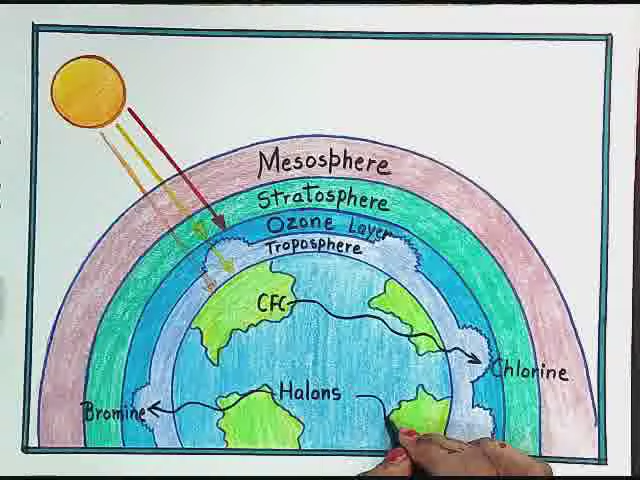 Mesosphere
Stratosphere
Ozone Layer
Troposphere
CFC
Chlorine
Halons
Bromine